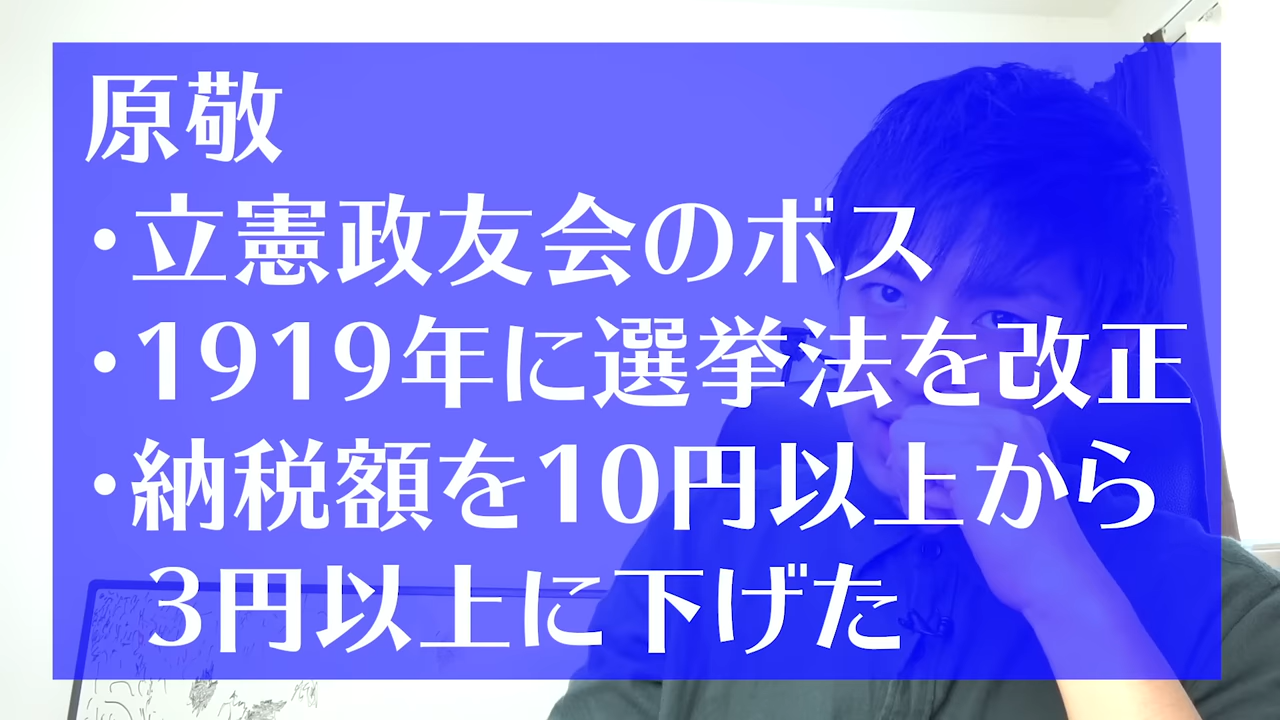 原敬
・立憲政友会のボス
・1919年に選挙法を改正
・納税額を10円以上から
3円以上に下げた